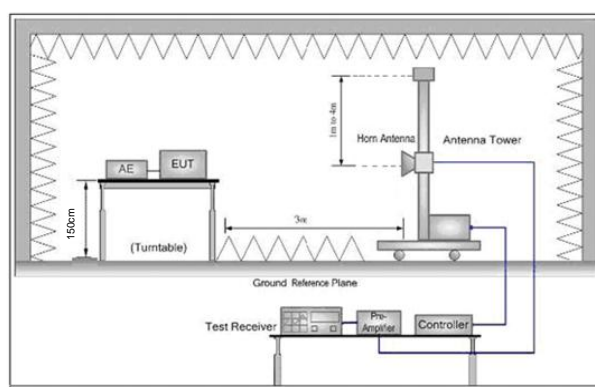 1m to 4m
Horn Antenna
Antenna Tower
AE
EUT
150cm
(Turntable)
3m
Ground Reference Plane
Test Receiver
Pre-
Amplifier
Controller